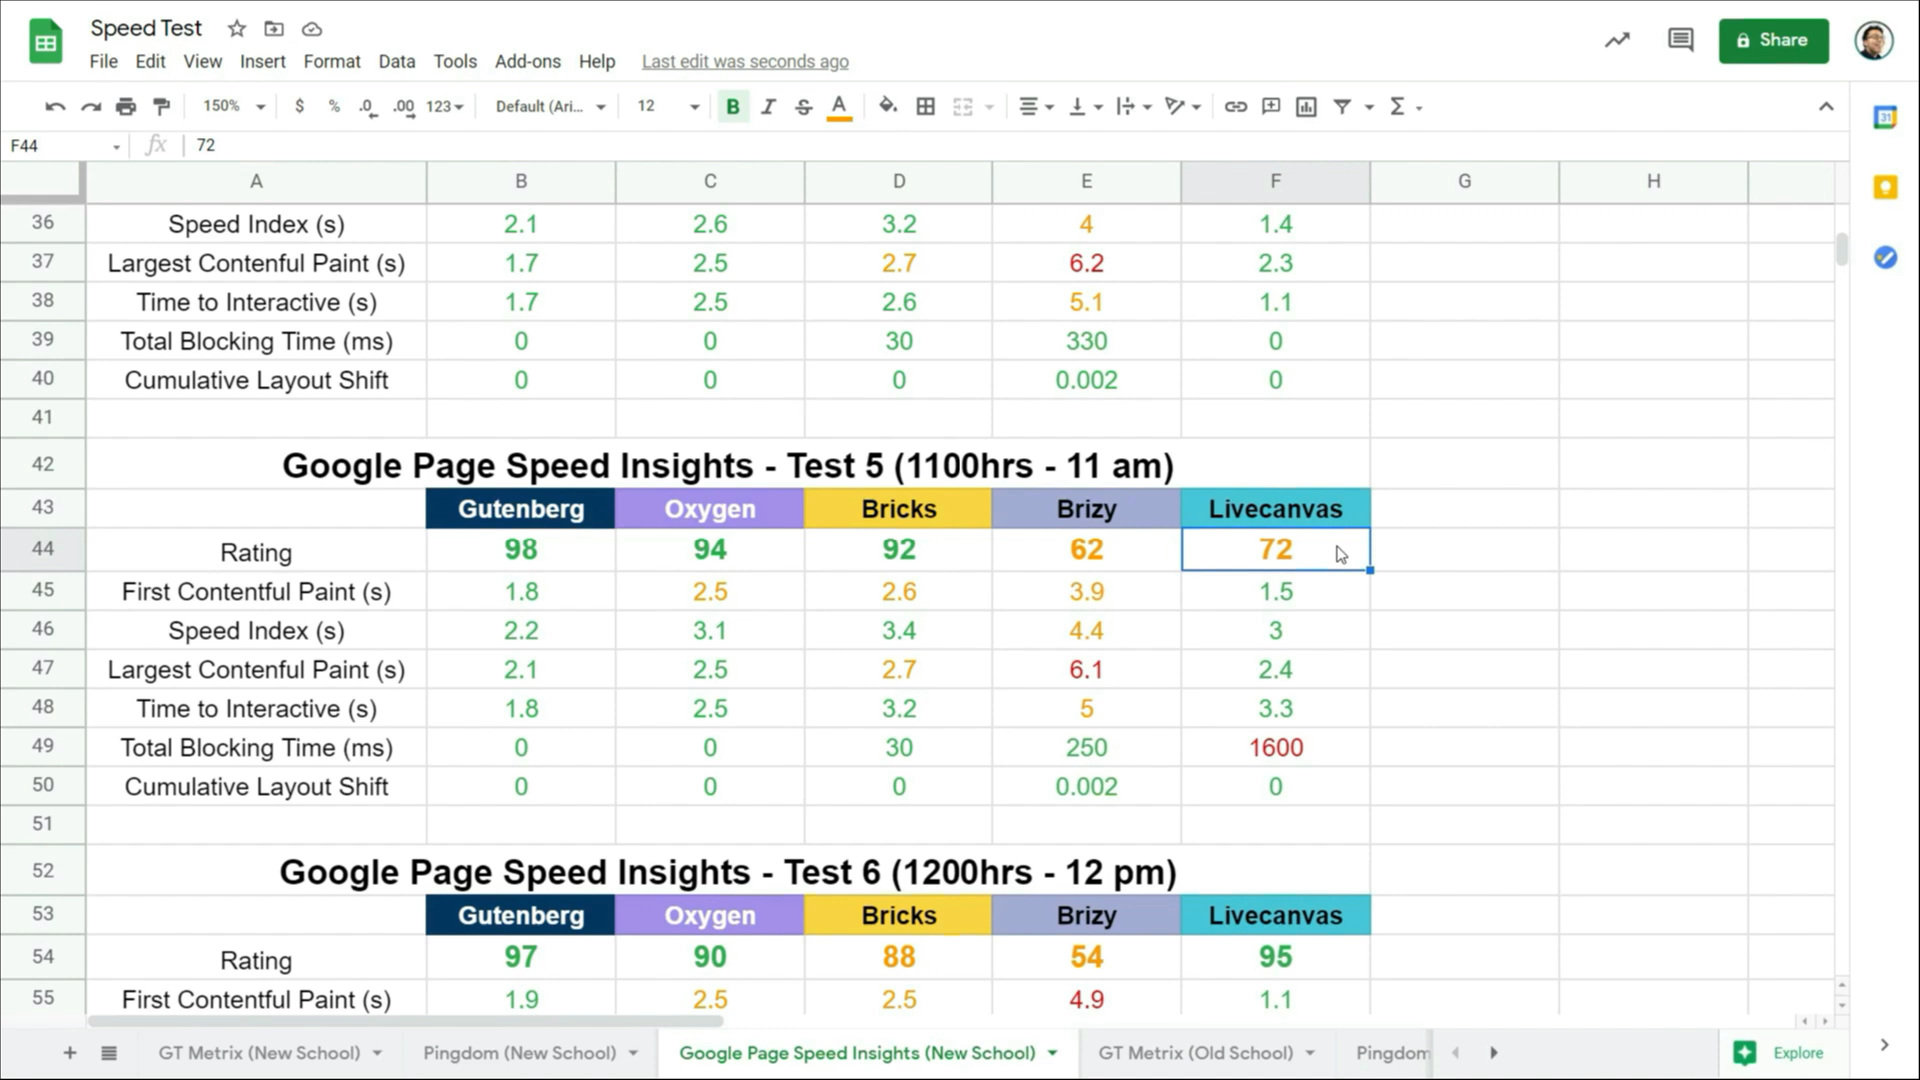 Speed Test
File Edit View Insert Format Data Tools Add-ons Help Last edit was seconds ago
Share
150% $ % .0 .00 123 Default (Ari... 12 B I S A Σ
31
F44 fx 72
A B C D E F G H
36 Speed Index (s) 2.1 2.6 3.2 4 1.4
37 Largest Contenful Paint (s) 1.7 2.5 2.7 6.2 2.3
38 Time to Interactive (s) 1.7 2.5 2.6 5.1 1.1
39 Total Blocking Time (ms) 0 0 30 330 0
40 Cumulative Layout Shift 0 0 0 0.002 0
41
42 Google Page Speed Insights - Test 5 (1100hrs - 11 am)
43 Gutenberg Oxygen Bricks Brizy Livecanvas
44 Rating 98 94 92 62 72
45 First Contentful Paint (s) 1.8 2.5 2.6 3.9 1.5
46 Speed Index (s) 2.2 3.1 3.4 4.4 3
47 Largest Contenful Paint (s) 2.1 2.5 2.7 6.1 2.4
48 Time to Interactive (s) 1.8 2.5 3.2 5 3.3
49 Total Blocking Time (ms) 0 0 30 250 1600
50 Cumulative Layout Shift 0 0 0 0.002 0
51
52 Google Page Speed Insights - Test 6 (1200hrs - 12 pm)
53 Gutenberg Oxygen Bricks Brizy Livecanvas
54 Rating 97 90 88 54 95
55 First Contentful Paint (s) 1.9 2.5 2.5 4.9 1.1
+ GT Metrix (New School) Pingdom (New School) Google Page Speed Insights (New School) GT Metrix (Old School) Pingdom Explore